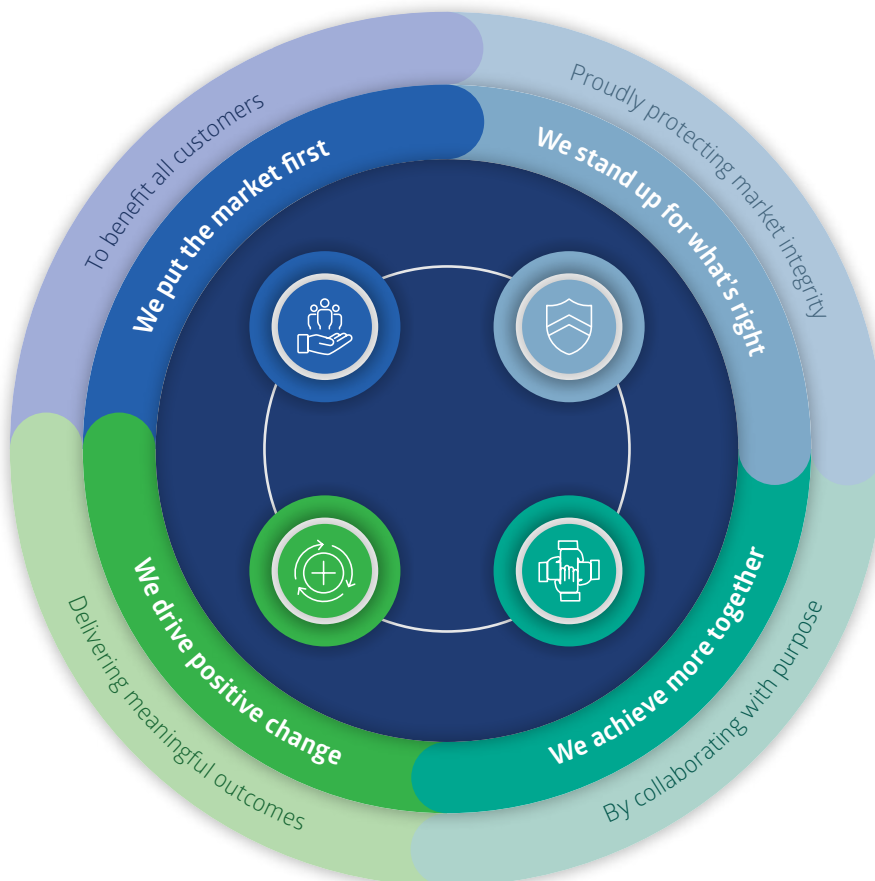 To benefit all customers
We put the market first
Proudly protecting market integrity
We stand up for what's right
Delivering meaningful outcomes
We drive positive change
We achieve more together
By collaborating with purpose